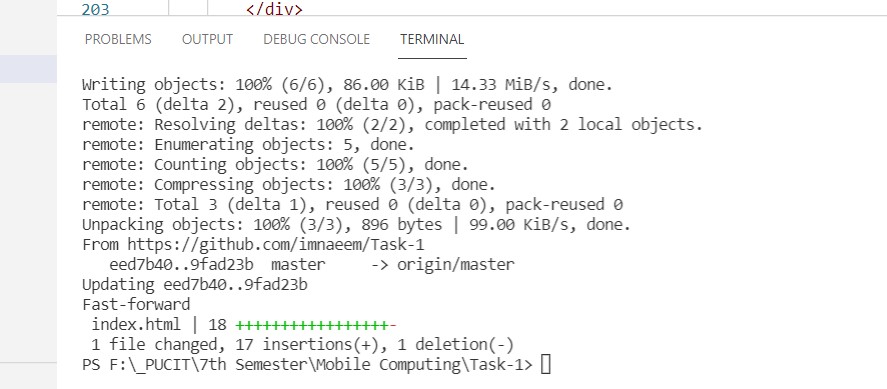 203 </div>
PROBLEMS OUTPUT DEBUG CONSOLE TERMINAL
Writing objects: 100% (6/6), 86.00 KiB | 14.33 MiB/s, done.
Total 6 (delta 2), reused 0 (delta 0), pack-reused 0
remote: Resolving deltas: 100% (2/2), completed with 2 local objects.
remote: Enumerating objects: 5, done.
remote: Counting objects: 100% (5/5), done.
remote: Compressing objects: 100% (3/3), done.
remote: Total 3 (delta 1), reused 0 (delta 0), pack-reused 0
Unpacking objects: 100% (3/3), 896 bytes | 99.00 KiB/s, done.
From https://github.com/imnaeem/Task-1
   eed7b40..9fad23b  master     -> origin/master
Updating eed7b40..9fad23b
Fast-forward
 index.html | 18 +++++++++++++++++-
 1 file changed, 17 insertions(+), 1 deletion(-)
PS F:\_PUCIT\7th Semester\Mobile Computing\Task-1>